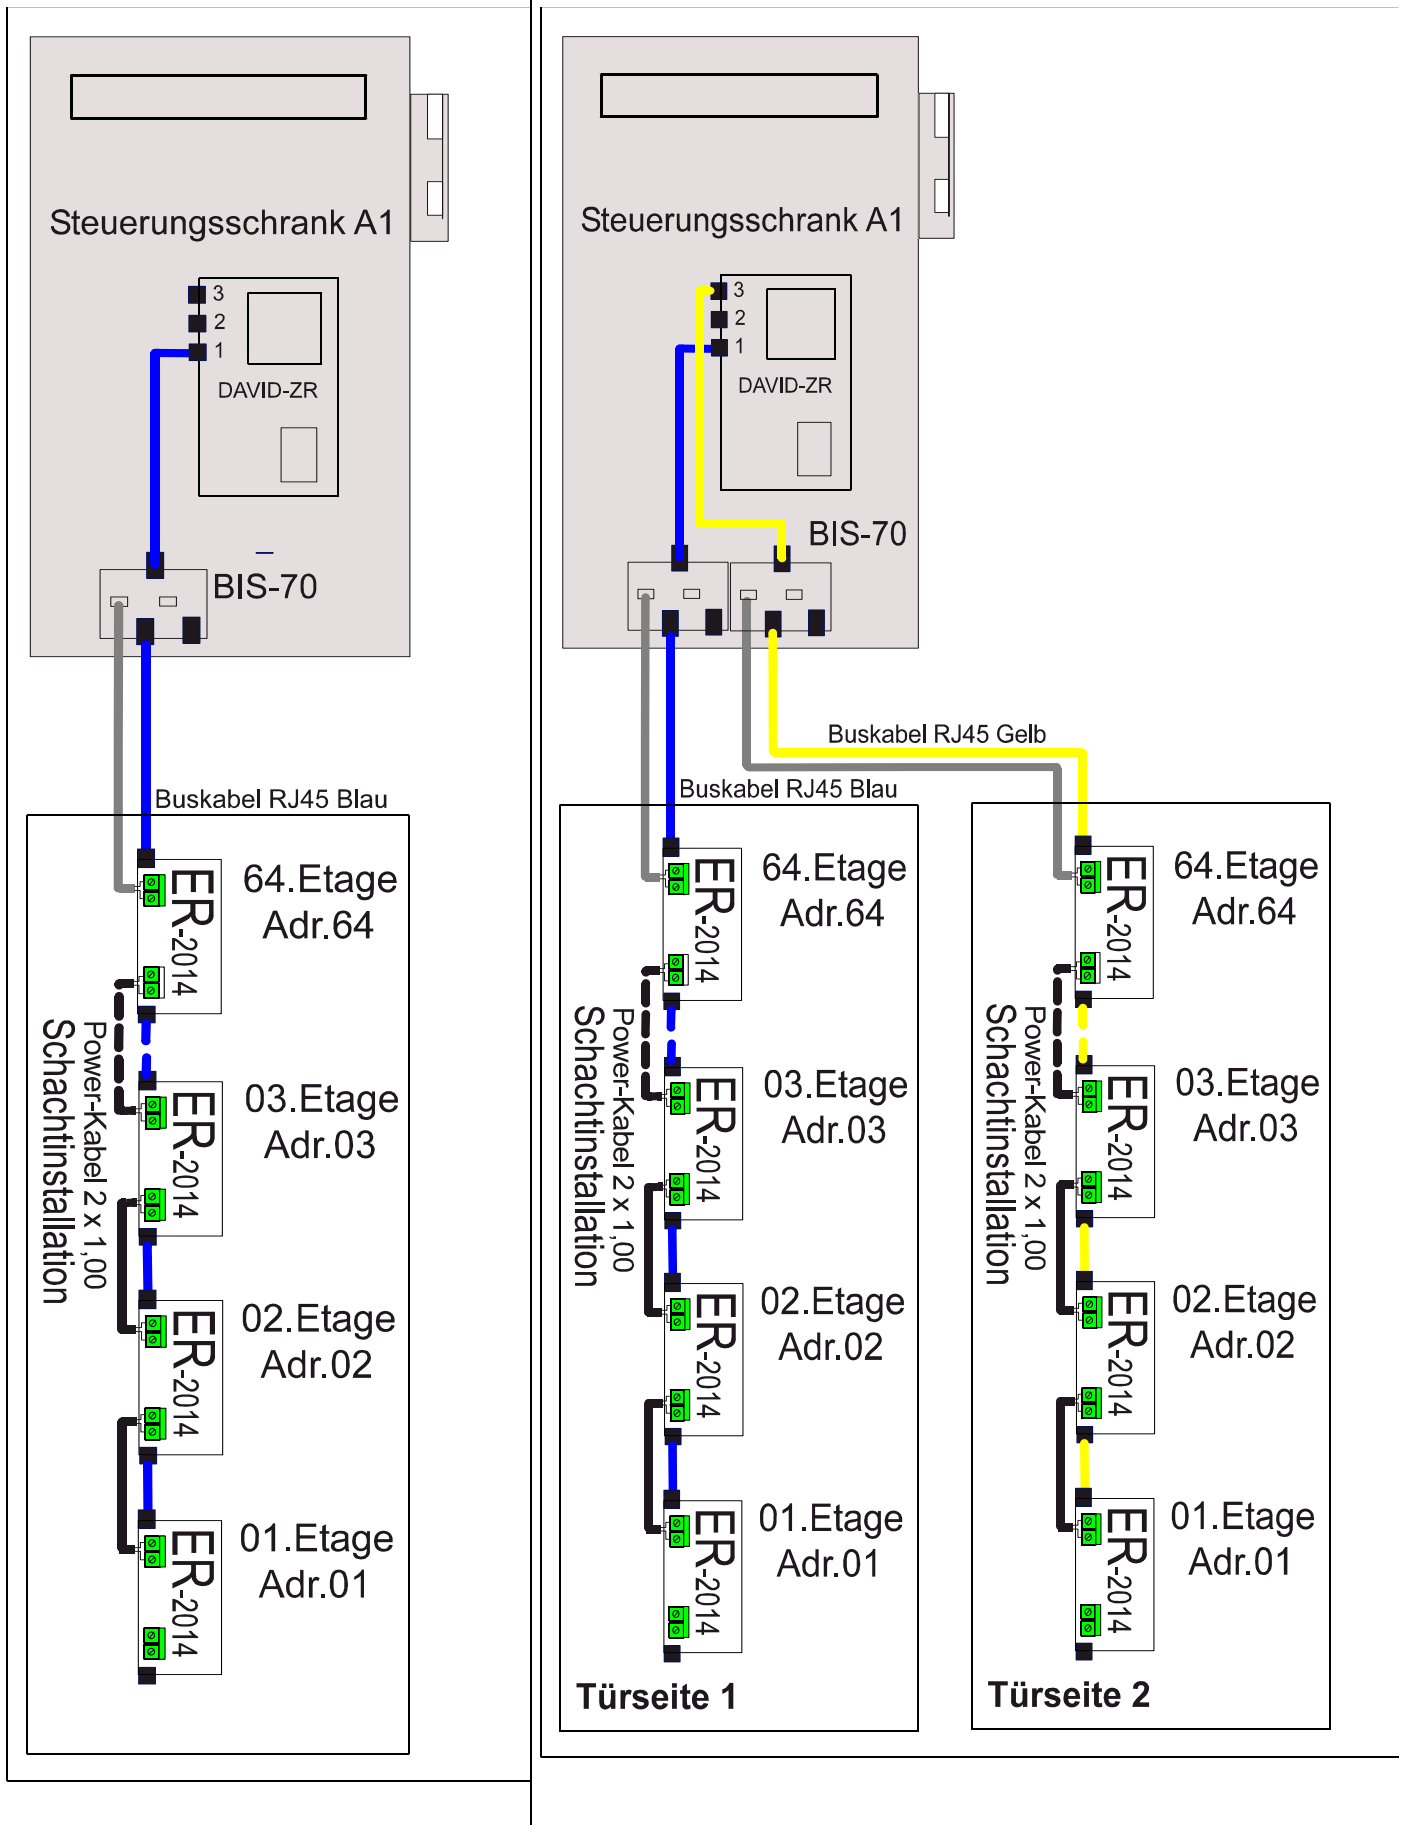 Steuerungsschrank A1
3
2
1
DAVID-ZR
BIS-70
Buskabel RJ45 Blau
64.Etage
Adr.64
ER-2014
03.Etage
Adr.03
ER-2014
Power-Kabel 2 x 1,00
Schachtinstallation
02.Etage
Adr.02
ER-2014
01.Etage
Adr.01
ER-2014
Steuerungsschrank A1
3
2
1
DAVID-ZR
BIS-70
Buskabel RJ45 Gelb
Buskabel RJ45 Blau
64.Etage
Adr.64
ER-2014
03.Etage
Adr.03
ER-2014
Power-Kabel 2 x 1,00
Schachtinstallation
02.Etage
Adr.02
ER-2014
01.Etage
Adr.01
ER-2014
Türseite 1
64.Etage
Adr.64
ER-2014
03.Etage
Adr.03
ER-2014
Power-Kabel 2 x 1,00
Schachtinstallation
02.Etage
Adr.02
ER-2014
01.Etage
Adr.01
ER-2014
Türseite 2